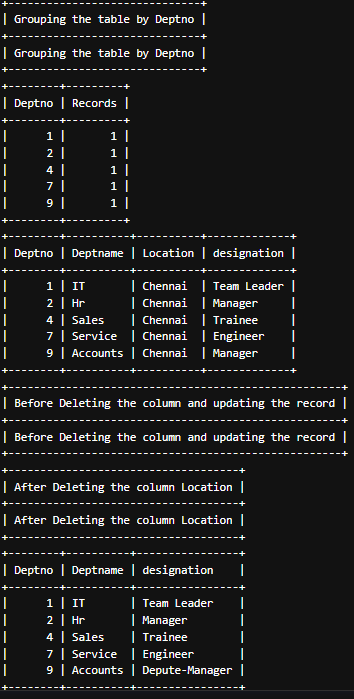 +------------------------------+
| Grouping the table by Deptno |
+------------------------------+
| Grouping the table by Deptno |
+------------------------------+
+--------+---------+
| Deptno | Records |
+--------+---------+
|      1 |       1 |
|      2 |       1 |
|      4 |       1 |
|      7 |       1 |
|      9 |       1 |
+--------+---------+
+--------+----------+----------+-------------+
| Deptno | Deptname | Location | designation |
+--------+----------+----------+-------------+
|      1 | IT       | Chennai  | Team Leader |
|      2 | Hr       | Chennai  | Manager     |
|      4 | Sales    | Chennai  | Trainee     |
|      7 | Service  | Chennai  | Engineer    |
|      9 | Accounts | Chennai  | Manager     |
+--------+----------+----------+-------------+
+---------------------------------------------------+
| Before Deleting the column and updating the record |
+---------------------------------------------------+
| Before Deleting the column and updating the record |
+---------------------------------------------------+
+------------------------------------+
| After Deleting the column Location |
+------------------------------------+
| After Deleting the column Location |
+------------------------------------+
+--------+----------+----------------+
| Deptno | Deptname | designation    |
+--------+----------+----------------+
|      1 | IT       | Team Leader    |
|      2 | Hr       | Manager        |
|      4 | Sales    | Trainee        |
|      7 | Service  | Engineer       |
|      9 | Accounts | Depute-Manager |
+--------+----------+----------------+